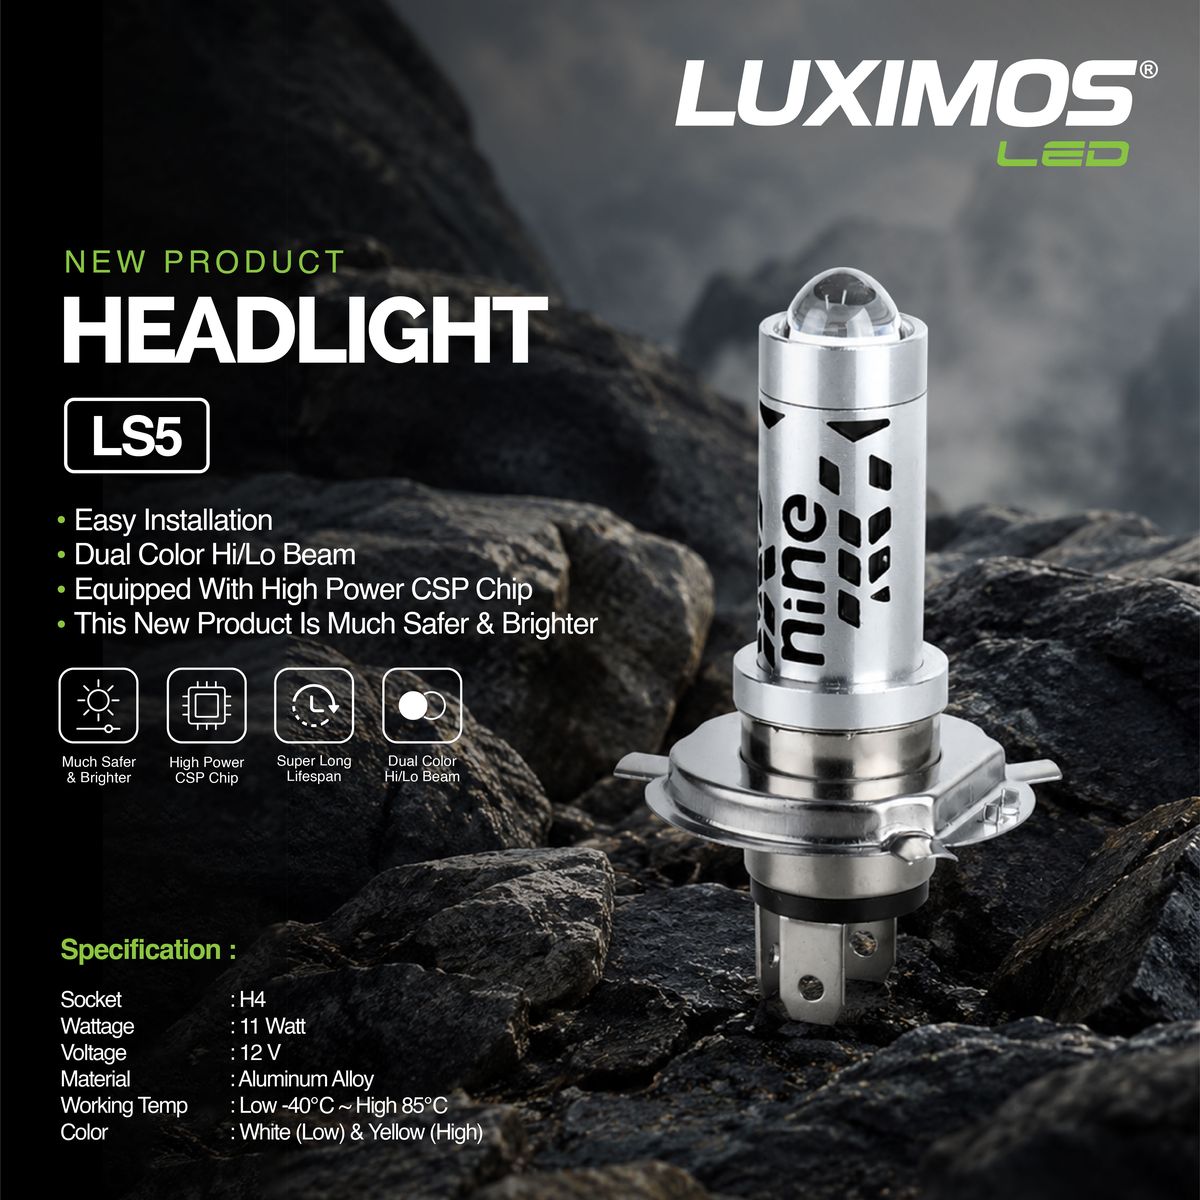 LUXIMOS®
LED
NEW PRODUCT
HEADLIGHT
LS5
• Easy Installation
• Dual Color Hi/Lo Beam
• Equipped With High Power CSP Chip
• This New Product Is Much Safer & Brighter
Much Safer
& Brighter
High Power
CSP Chip
Super Long
Lifespan
Dual Color
Hi/Lo Beam
nine
Specification :
Socket : H4
Wattage : 11 Watt
Voltage : 12 V
Material : Aluminum Alloy
Working Temp : Low -40°C ~ High 85°C
Color : White (Low) & Yellow (High)